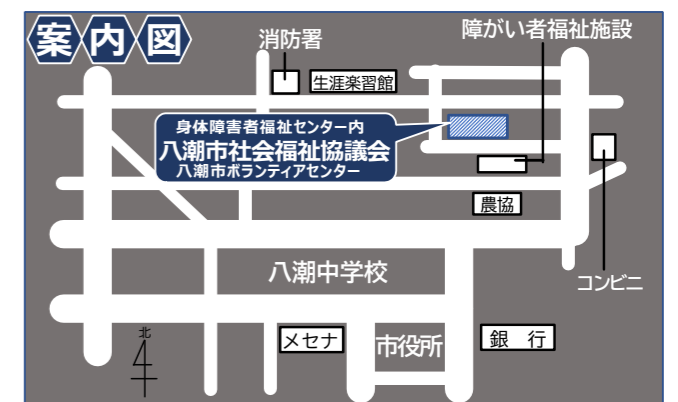 案内図
消防署
障がい者福祉施設
生涯楽習館
身体障害者福祉センター内
八潮市社会福祉協議会
八潮市ボランティアセンター
農協
八潮中学校
コンビニ
北
メセナ
市役所
銀 行